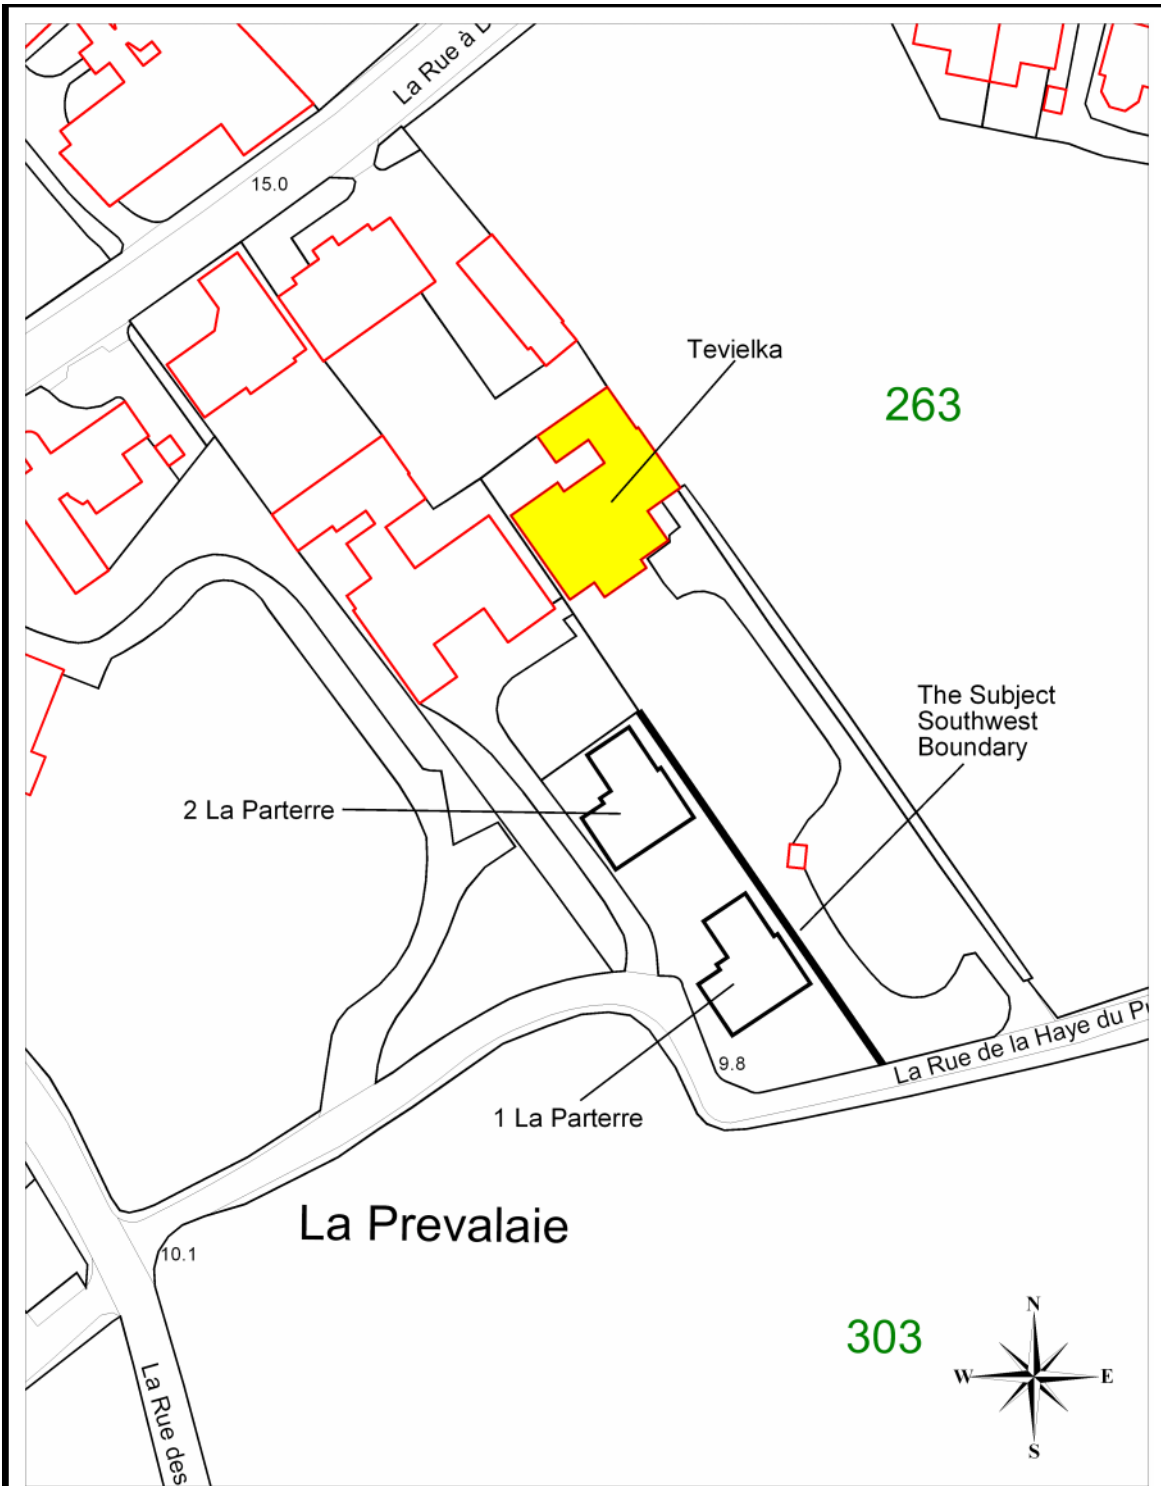 La Rue à
15.0
Tevielka
263
The Subject
Southwest
Boundary
2 La Parterre
La Rue de la Haye du
9.8
1 La Parterre
La Prevalaie
10.1
303
N
W
E
S
La Rue des